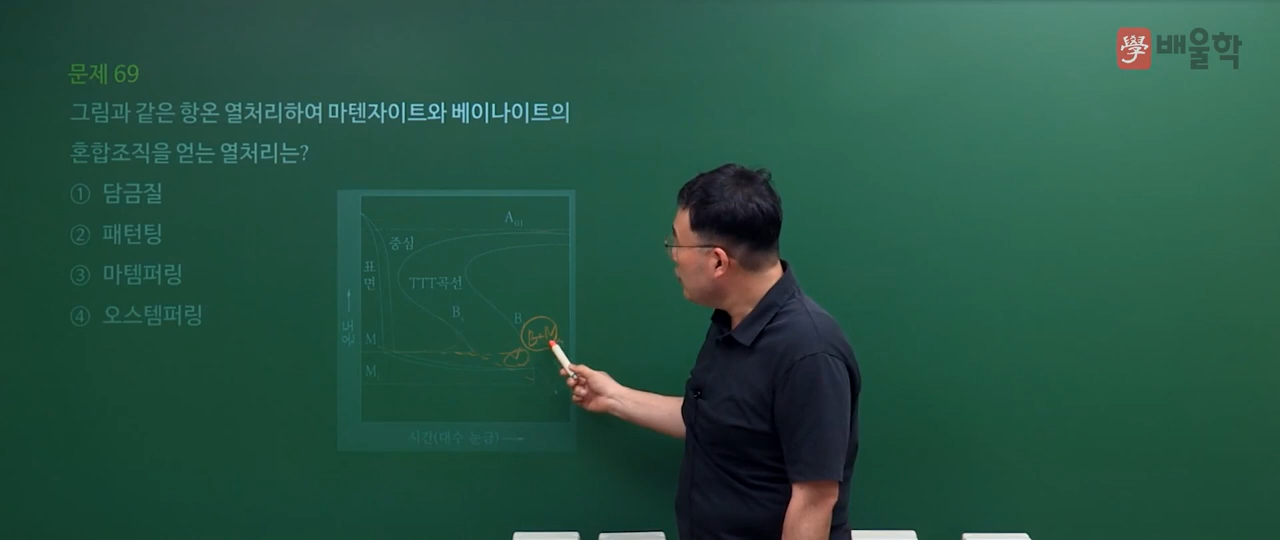 學 배울학
문제 69
그림과 같은 항온 열처리하여 마텐자이트와 베이나이트의
혼합조직을 얻는 열처리는?
① 담금질
② 패턴팅
③ 마템퍼링
④ 오스템퍼링
A₀₁
중심
표면
TTT곡선
Bₛ
B
B+M
M
Mf
시간(대수 눈금)→